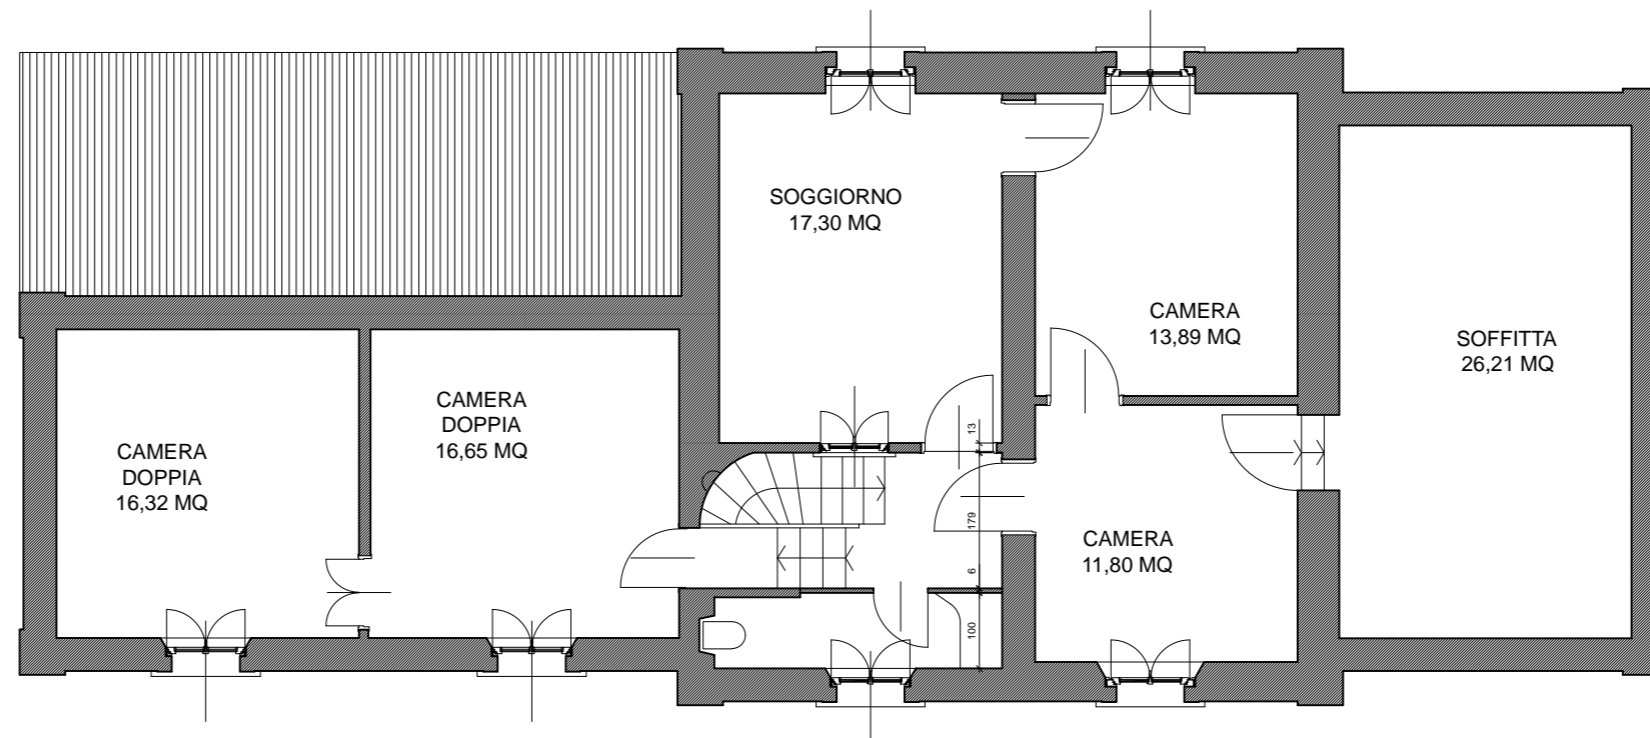 SOGGIORNO
17,30 MQ
CAMERA
13,89 MQ
SOFFITTA
26,21 MQ
CAMERA
DOPPIA
16,65 MQ
CAMERA
DOPPIA
16,32 MQ
CAMERA
11,80 MQ
13
179
6
100